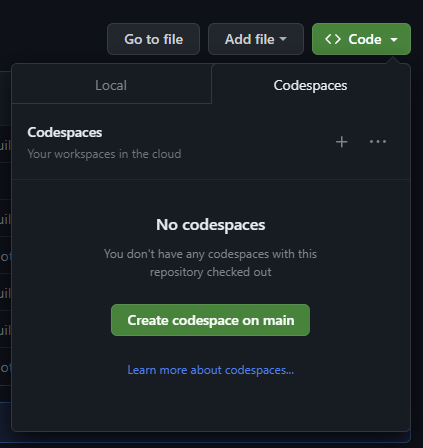 Go to file
Add file
Code
Local
Codespaces
Codespaces
Your workspaces in the cloud
No codespaces
You don't have any codespaces with this
repository checked out
Create codespace on main
Learn more about codespaces...